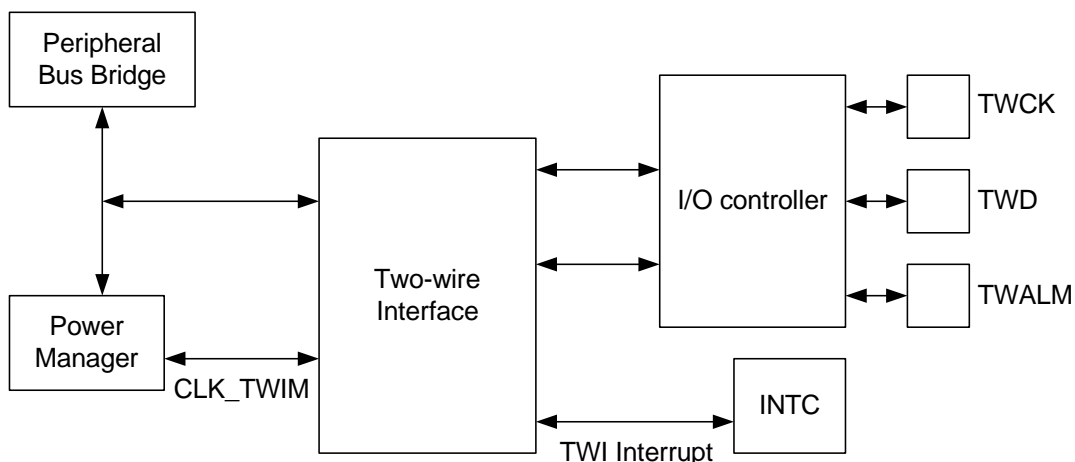 Peripheral
Bus Bridge
TWCK
I/O controller
TWD
Two-wire
Interface
TWALM
Power
Manager
CLK_TWIM
INTC
TWI Interrupt